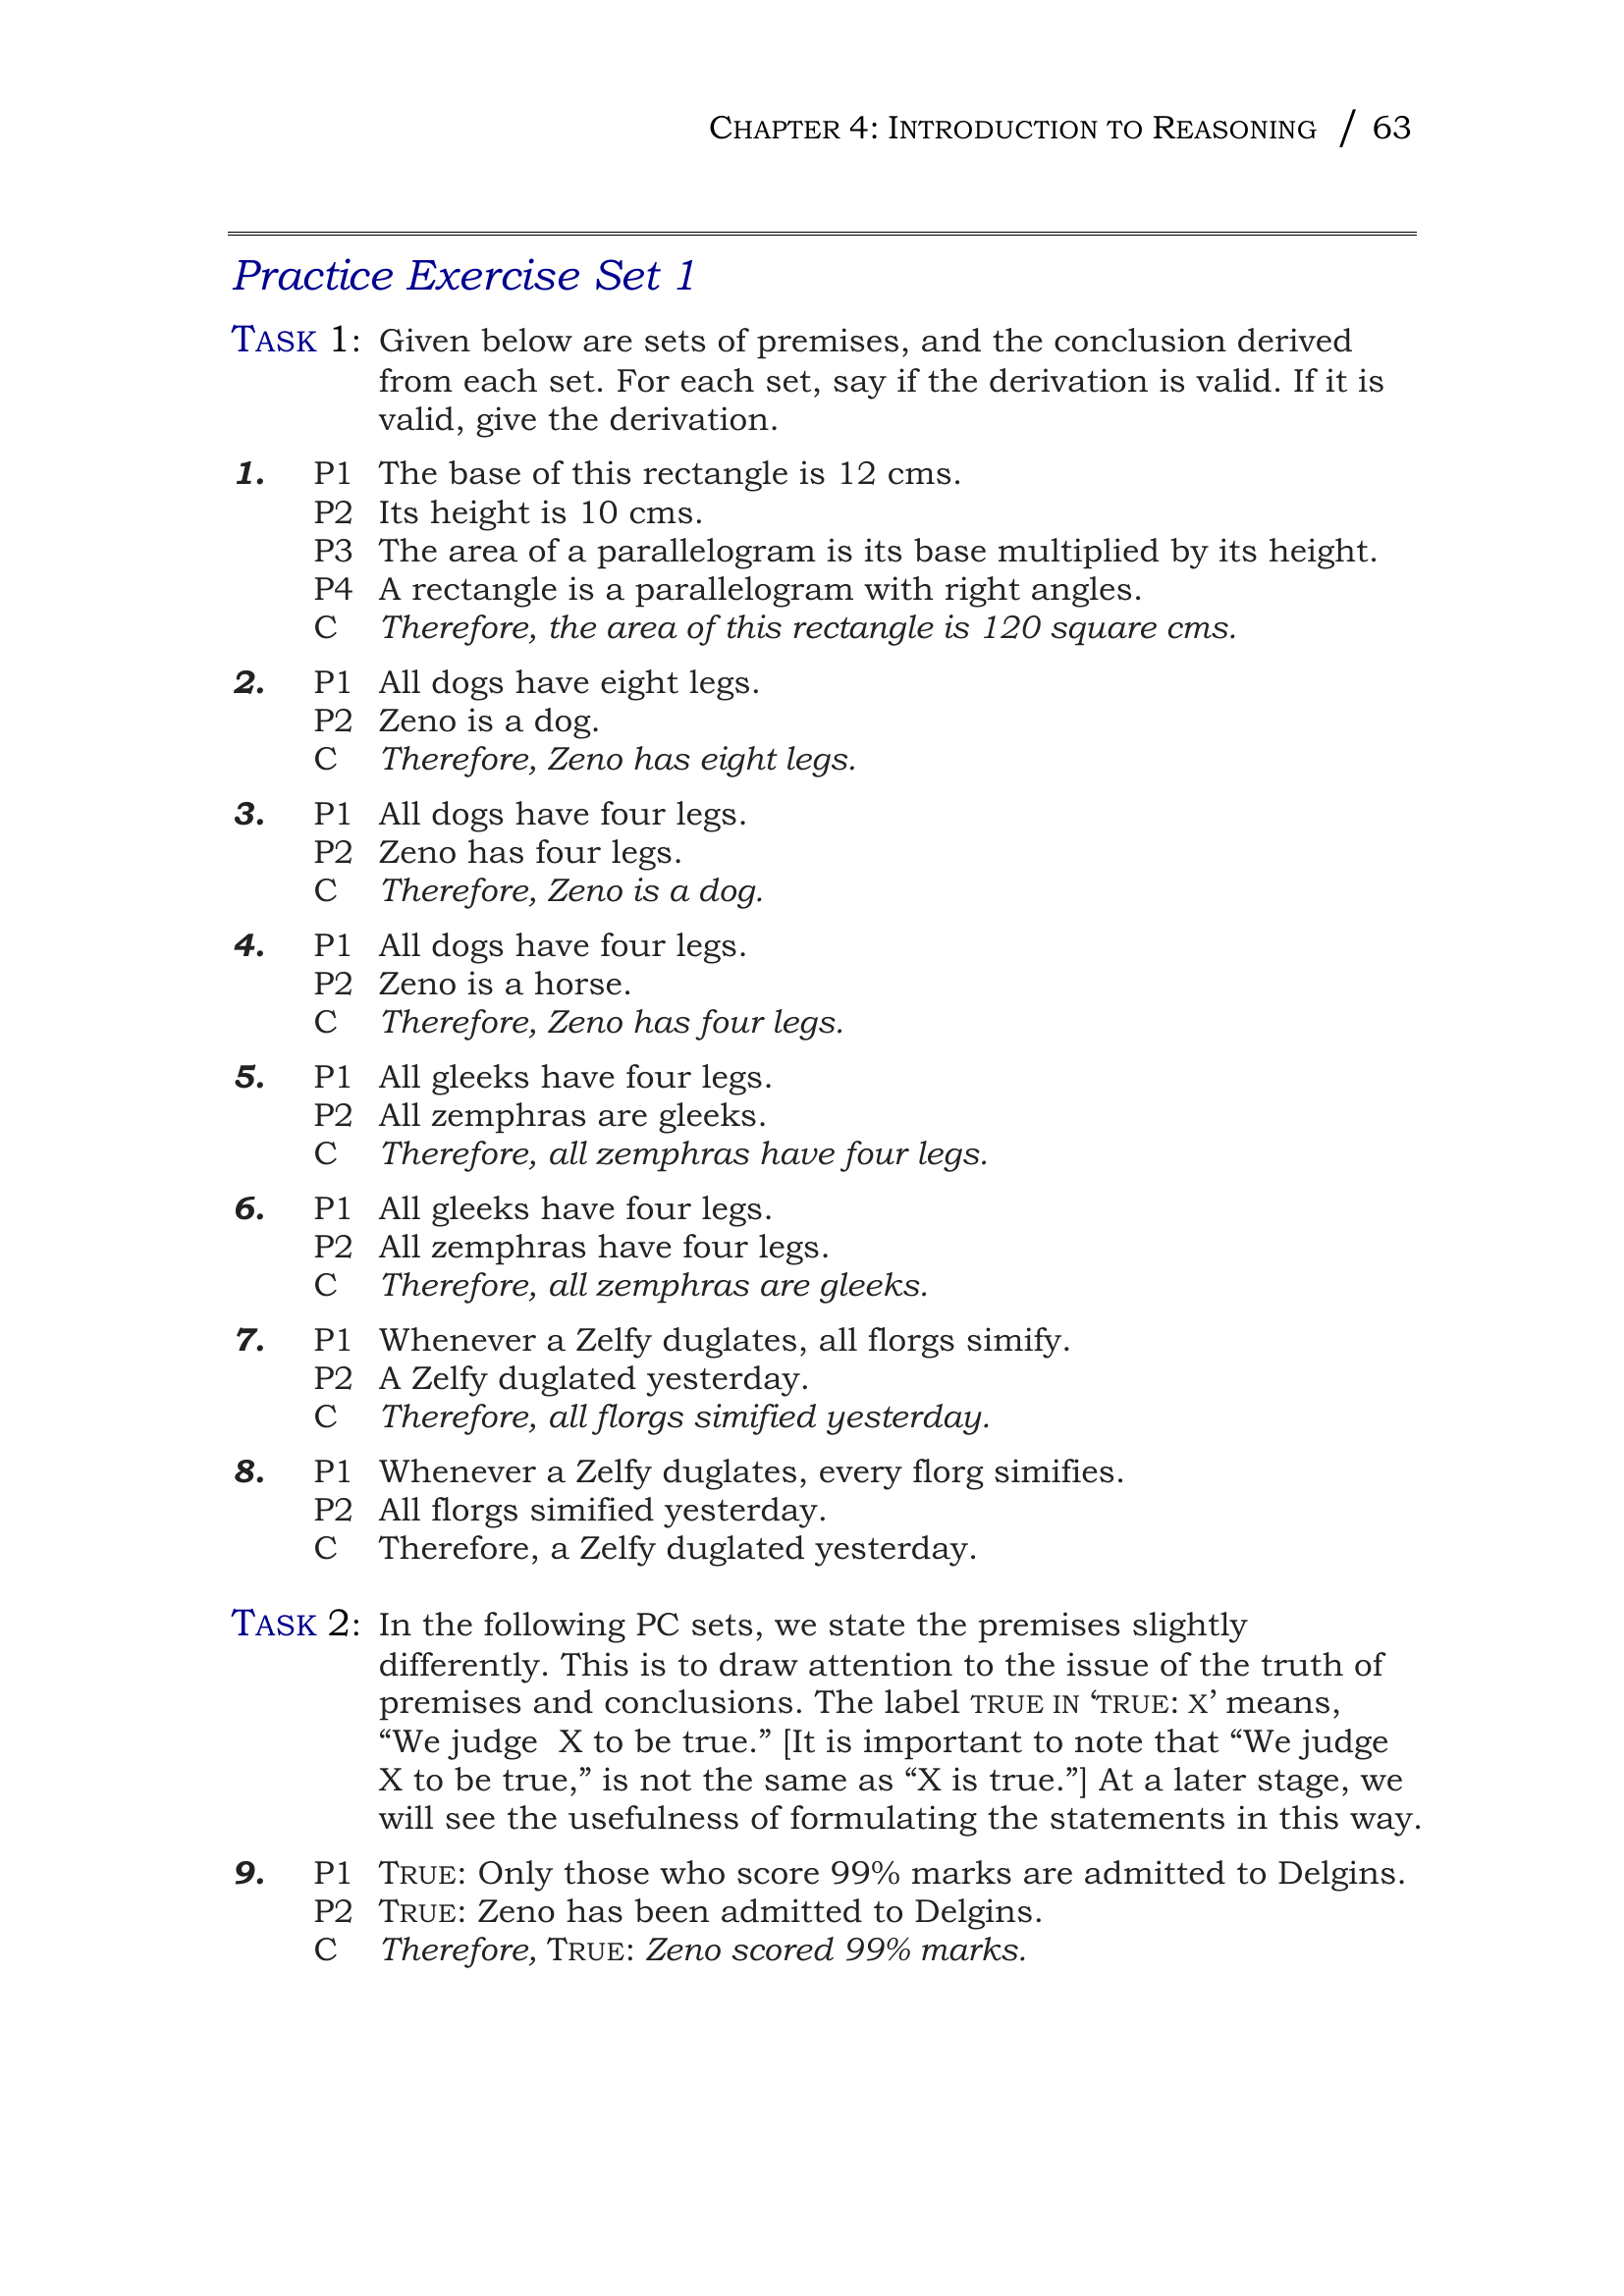 CHAPTER 4: INTRODUCTION TO REASONING / 63
Practice Exercise Set 1
TASK 1: Given below are sets of premises, and the conclusion derived
from each set. For each set, say if the derivation is valid. If it is
valid, give the derivation.
1. P1 The base of this rectangle is 12 cms.
P2 Its height is 10 cms.
P3 The area of a parallelogram is its base multiplied by its height.
P4 A rectangle is a parallelogram with right angles.
C Therefore, the area of this rectangle is 120 square cms.
2. P1 All dogs have eight legs.
P2 Zeno is a dog.
C Therefore, Zeno has eight legs.
3. P1 All dogs have four legs.
P2 Zeno has four legs.
C Therefore, Zeno is a dog.
4. P1 All dogs have four legs.
P2 Zeno is a horse.
C Therefore, Zeno has four legs.
5. P1 All gleeks have four legs.
P2 All zemphras are gleeks.
C Therefore, all zemphras have four legs.
6. P1 All gleeks have four legs.
P2 All zemphras have four legs.
C Therefore, all zemphras are gleeks.
7. P1 Whenever a Zelfy duglates, all florgs simify.
P2 A Zelfy duglated yesterday.
C Therefore, all florgs simified yesterday.
8. P1 Whenever a Zelfy duglates, every florg simifies.
P2 All florgs simified yesterday.
C Therefore, a Zelfy duglated yesterday.
TASK 2: In the following PC sets, we state the premises slightly
differently. This is to draw attention to the issue of the truth of
premises and conclusions. The label TRUE IN ‘TRUE: X’ means,
“We judge X to be true.” [It is important to note that “We judge
X to be true,” is not the same as “X is true.”] At a later stage, we
will see the usefulness of formulating the statements in this way.
9. P1 TRUE: Only those who score 99% marks are admitted to Delgins.
P2 TRUE: Zeno has been admitted to Delgins.
C Therefore, TRUE: Zeno scored 99% marks.